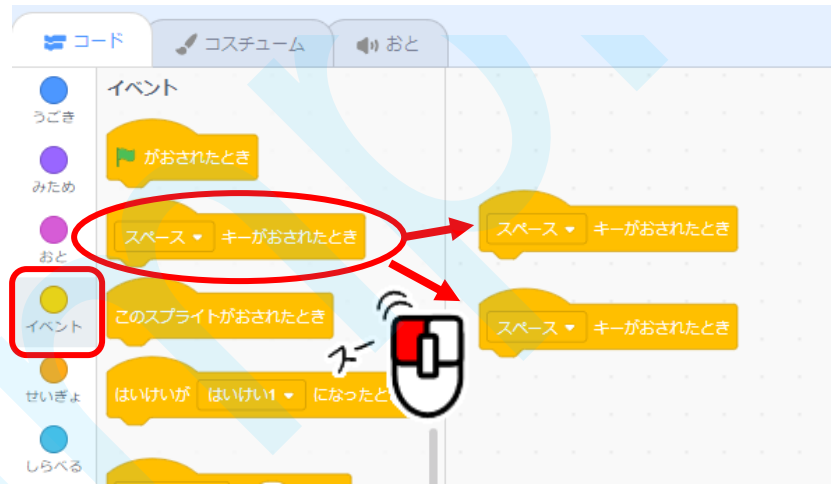 コード コスチューム おと
イベント
うごき
がおされたとき
みため
スペース キーがおされたとき
スペース キーがおされたとき
おと
イベント
このスプライトがおされたとき
スー
スペース キーがおされたとき
せいぎょ
はいけいが はいけい1 になったと
しらべる